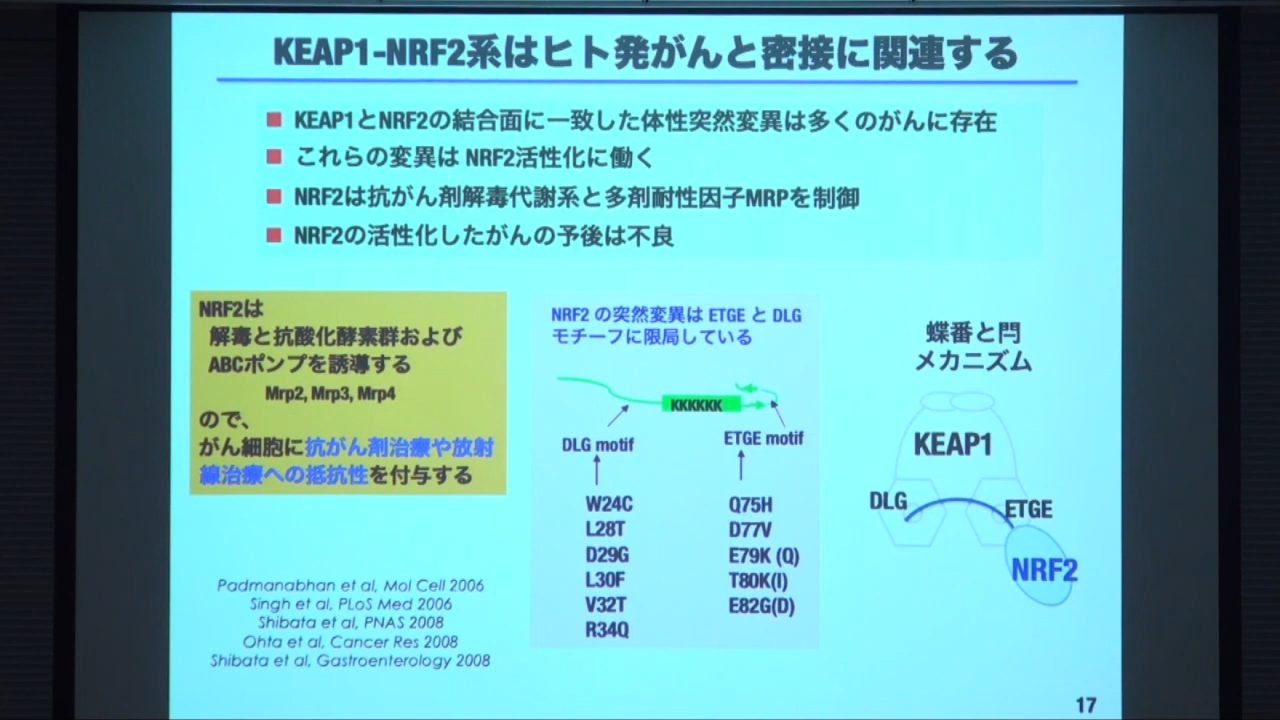 KEAP1-NRF2系はヒト発がんと密接に関連する
KEAP1とNRF2の結合面に一致した体性突然変異は多くのがんに存在
これらの変異は NRF2活性化に働く
NRF2は抗がん剤解毒代謝系と多剤耐性因子MRPを制御
NRF2の活性化したがんの予後は不良
NRF2は
解毒と抗酸化酵素群および
ABCポンプを誘導する
Mrp2, Mrp3, Mrp4
ので、
がん細胞に抗がん剤治療や放射
線治療への抵抗性を付与する
Padmanabhan et al, Mol Cell 2006
Singh et al, PLoS Med 2006
Shibata et al, PNAS 2008
Ohta et al, Cancer Res 2008
Shibata et al, Gastroenterology 2008
NRF2 の突然変異は ETGE と DLG
モチーフに限局している
KKKKKK
DLG motif
ETGE motif
W24C
L28T
D29G
L30F
V32T
R34Q
Q75H
D77V
E79K (Q)
T80K(I)
E82G(D)
蝶番と閂
メカニズム
KEAP1
DLG
ETGE
NRF2
17